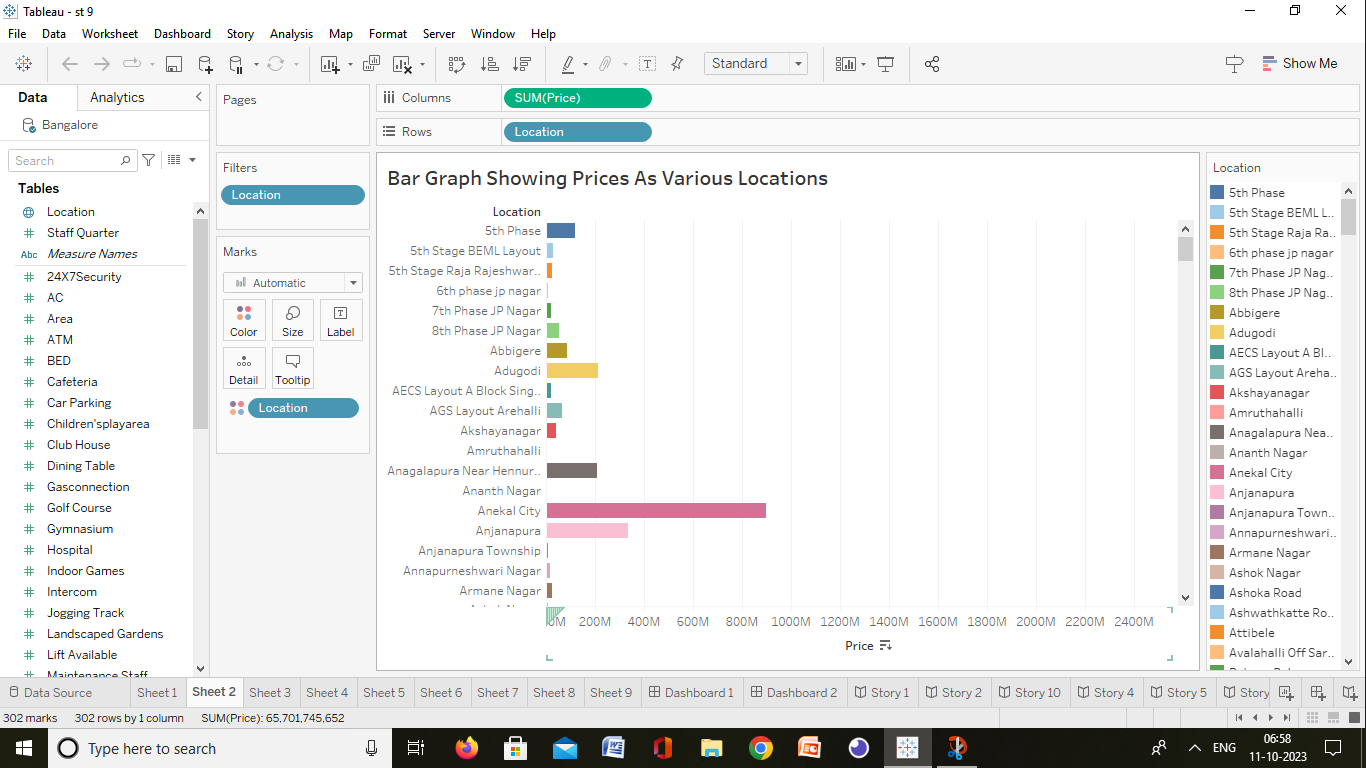 Tableau - st 9
File Data Worksheet Dashboard Story Analysis Map Format Server Window Help
Standard
Show Me
Data Analytics
Bangalore
Search
Tables
Location
Staff Quarter
Abc Measure Names
24X7Security
AC
Area
ATM
BED
Cafeteria
Car Parking
Children'splayarea
Club House
Dining Table
Gasconnection
Golf Course
Gymnasium
Hospital
Indoor Games
Intercom
Jogging Track
Landscaped Gardens
Lift Available
Maintenance Staff
Pages
Filters
Location
Marks
Automatic
Color Size Label
Detail Tooltip
Location
Columns SUM(Price)
Rows Location
Bar Graph Showing Prices As Various Locations
Location
5th Phase
5th Stage BEML Layout
5th Stage Raja Rajeshwar..
6th phase jp nagar
7th Phase JP Nagar
8th Phase JP Nagar
Abbigere
Adugodi
AECS Layout A Block Sing..
AGS Layout Arehalli
Akshayanagar
Amruthahalli
Anagalapura Near Hennur..
Ananth Nagar
Anekal City
Anjanapura
Anjanapura Township
Annapurneshwari Nagar
Armane Nagar
0M 200M 400M 600M 800M 1000M 1200M 1400M 1600M 1800M 2000M 2200M 2400M
Price
Location
5th Phase
5th Stage BEML L..
5th Stage Raja Ra..
6th phase jp nagar
7th Phase JP Nag..
8th Phase JP Nag..
Abbigere
Adugodi
AECS Layout A Bl..
AGS Layout Areha..
Akshayanagar
Amruthahalli
Anagalapura Nea..
Ananth Nagar
Anekal City
Anjanapura
Anjanapura Town..
Annapurneshwari..
Armane Nagar
Ashok Nagar
Ashoka Road
Ashwathkatte Ro..
Attibele
Avalahalli Off Sar..
Data Source Sheet 1 Sheet 2 Sheet 3 Sheet 4 Sheet 5 Sheet 6 Sheet 7 Sheet 8 Sheet 9 Dashboard 1 Dashboard 2 Story 1 Story 2 Story 10 Story 4 Story 5 Story
302 marks 302 rows by 1 column SUM(Price): 65,701,745,652
Type here to search
ENG
06:58
11-10-2023